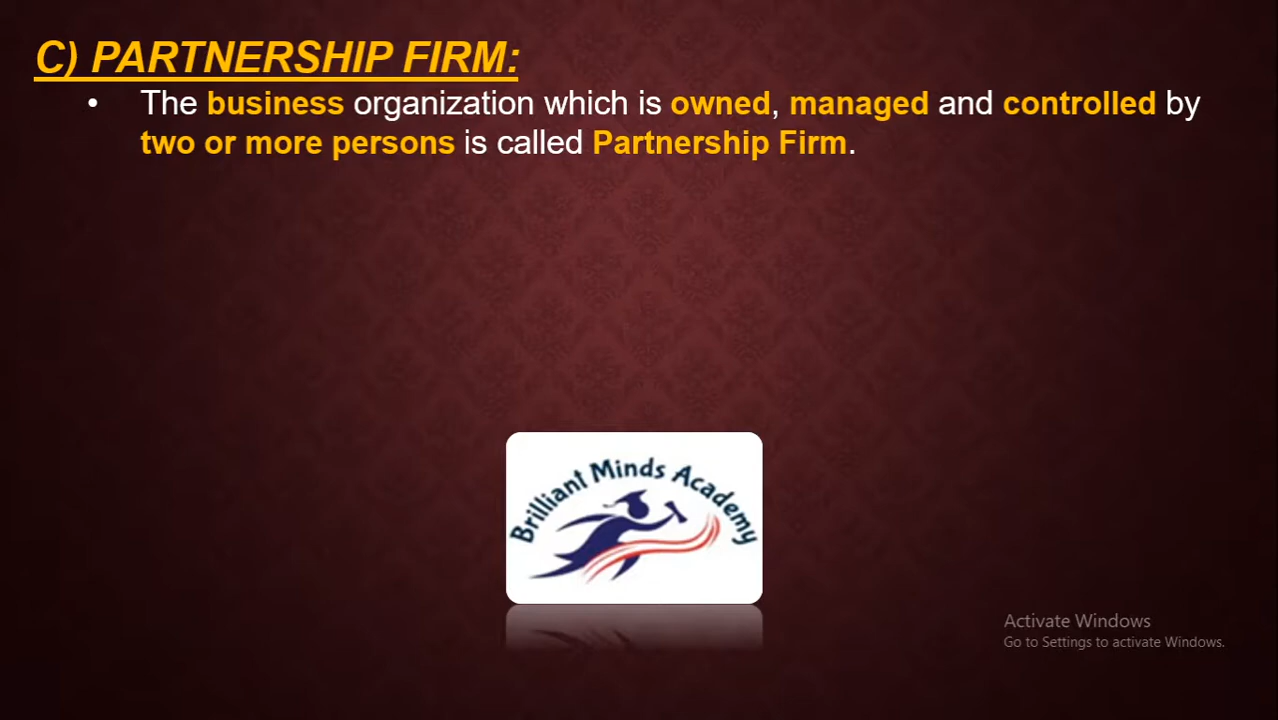 C) PARTNERSHIP FIRM:
• The business organization which is owned, managed and controlled by
two or more persons is called Partnership Firm.
Brilliant Minds Academy
Activate Windows
Go to Settings to activate Windows.